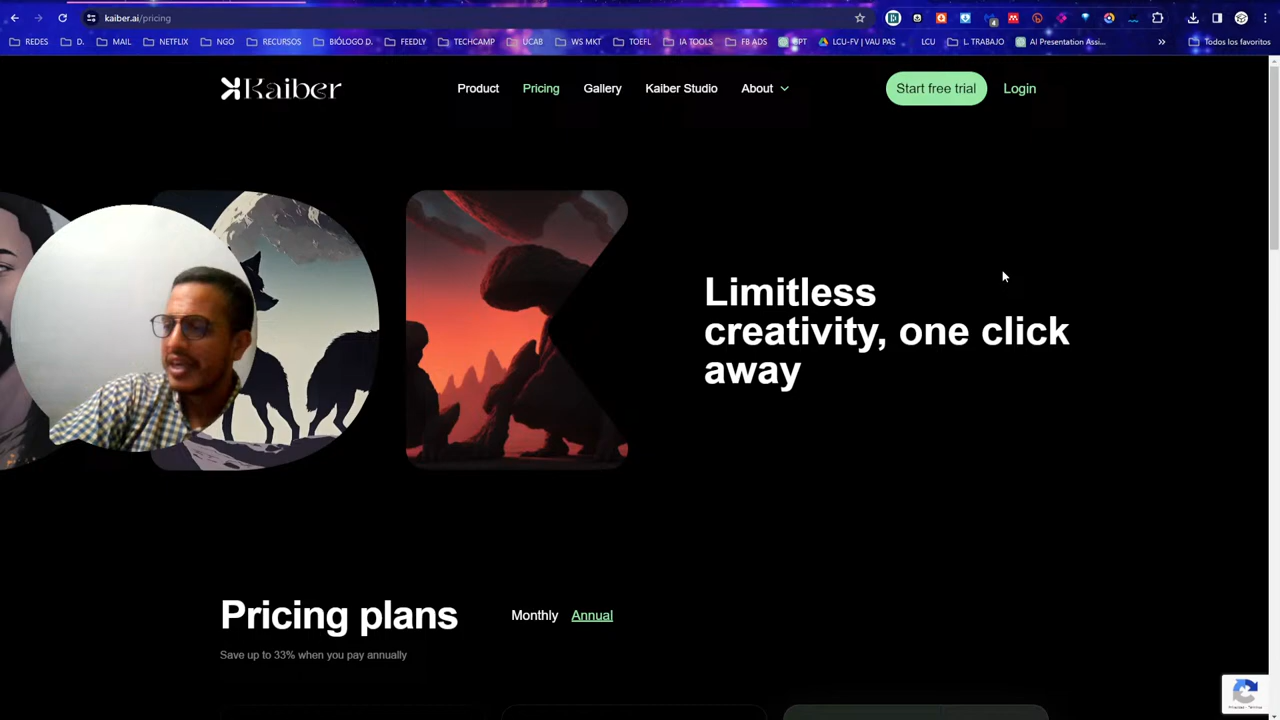 kaiber.ai/pricing
REDES
D.
MAIL
NETFLIX
NGO
RECURSOS
BIÓLOGO D.
FEEDLY
TECHCAMP
UCAB
WS MKT
TOEFL
IA TOOLS
FB ADS
GPT
LCU-FV | VAU PAS
LCU
L. TRABAJO
AI Presentation Assi...
Todos los favoritos
Kaiber
Product
Pricing
Gallery
Kaiber Studio
About
Start free trial
Login
Limitless
creativity, one click
away
Pricing plans
Monthly
Annual
Save up to 33% when you pay annually